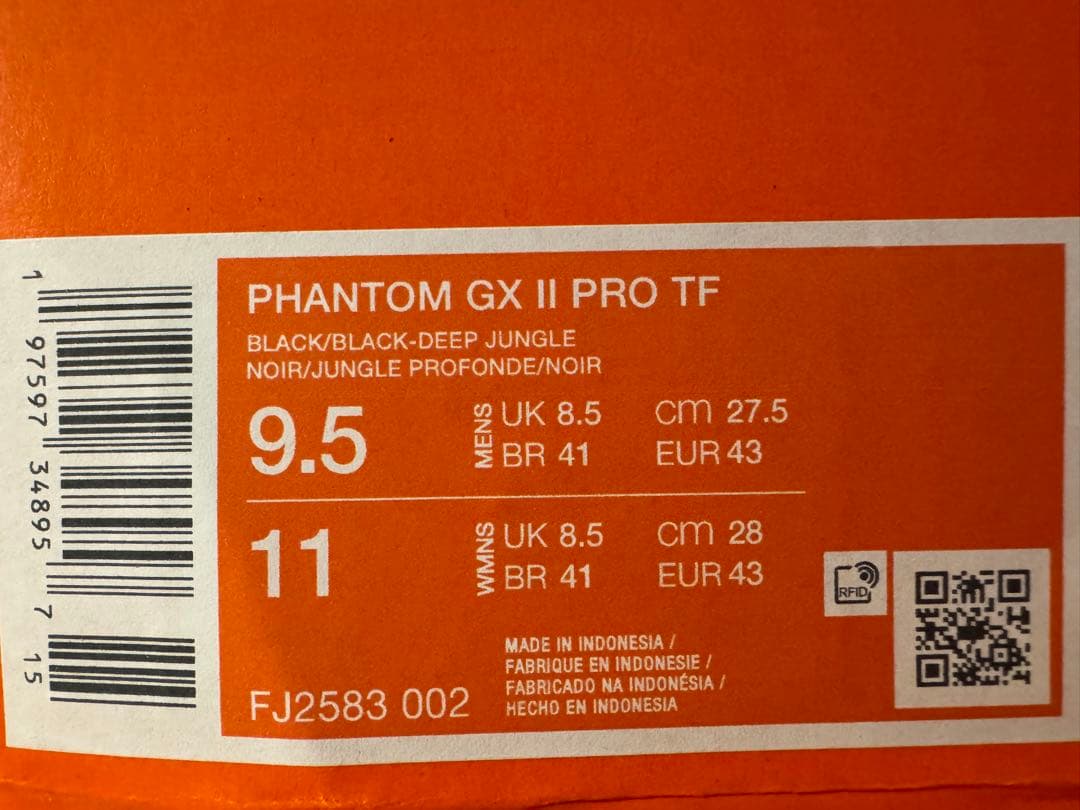 PHANTOM GX II PRO TF
BLACK/BLACK-DEEP JUNGLE
NOIR/JUNGLE PROFONDE/NOIR
9.5
MENS
UK 8.5 cm 27.5
BR 41 EUR 43
11
WMNS
UK 8.5 cm 28
BR 41 EUR 43
RFID
MADE IN INDONESIA /
FABRIQUE EN INDONESIE /
FABRICADO NA INDONÉSIA /
HECHO EN INDONESIA
FJ2583 002
1 97597 34895 7 15